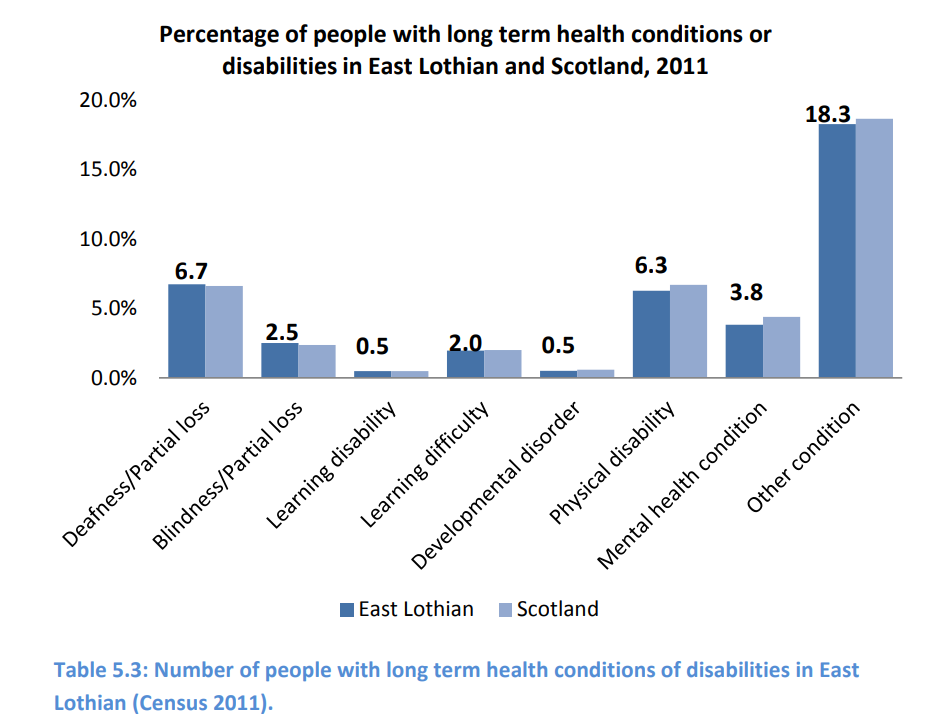 Percentage of people with long term health conditions or
disabilities in East Lothian and Scotland, 2011
20.0%
15.0%
10.0%
5.0%
0.0%
6.7
2.5
0.5
2.0
0.5
6.3
3.8
18.3
Deafness/Partial loss
Blindness/Partial loss
Learning disability
Learning difficulty
Developmental disorder
Physical disability
Mental health condition
Other condition
East Lothian
Scotland
Table 5.3: Number of people with long term health conditions of disabilities in East
Lothian (Census 2011).